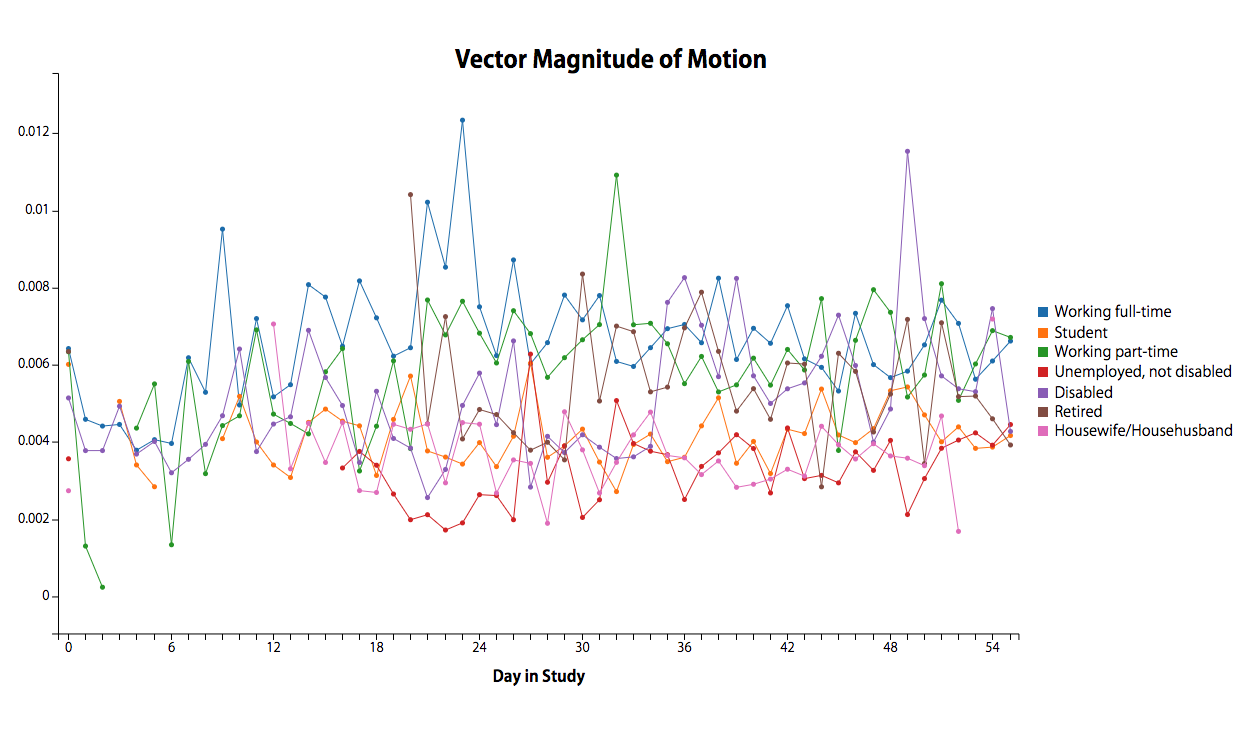 Vector Magnitude of Motion
0.012
0.01
0.008
0.006
0.004
0.002
0
0 6 12 18 24 30 36 42 48 54
Day in Study
Working full-time
Student
Working part-time
Unemployed, not disabled
Disabled
Retired
Housewife/Househusband